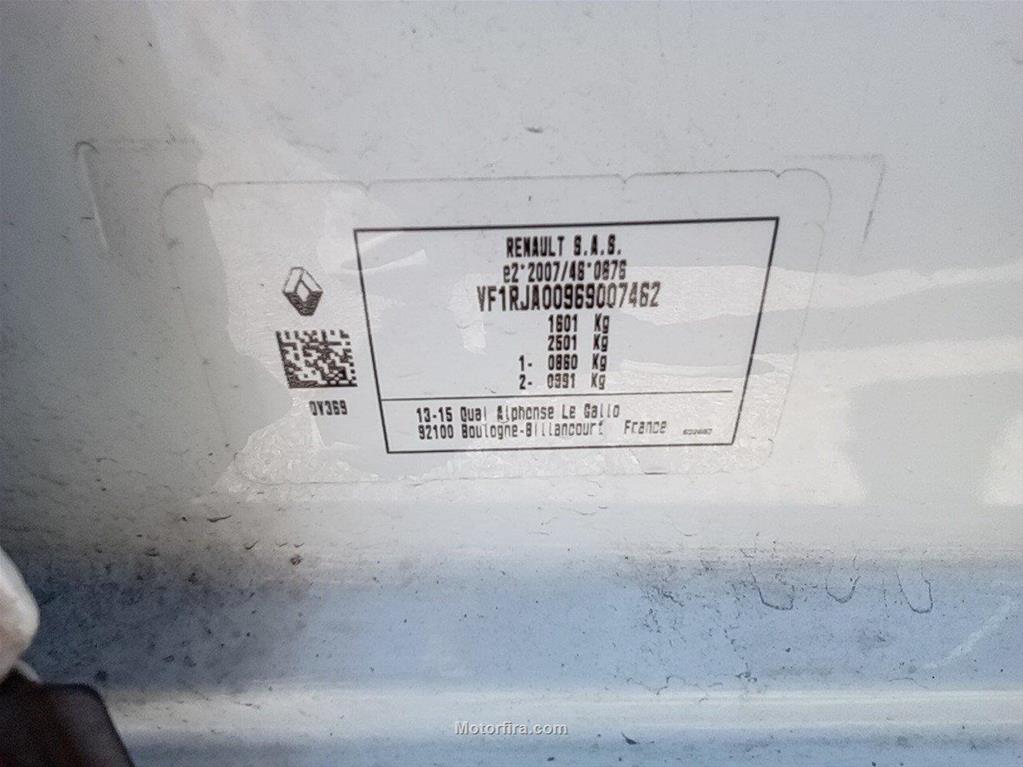 RENAULT S.A.S.
e2*2007/46*0876
VF1RJA00969007462
1601 Kg
2501 Kg
1- 0860 Kg
2- 0991 Kg
0V369
13-15 Quai Alphonse Le Gallo
92100 Boulogne-Billancourt France
Motorfira.com